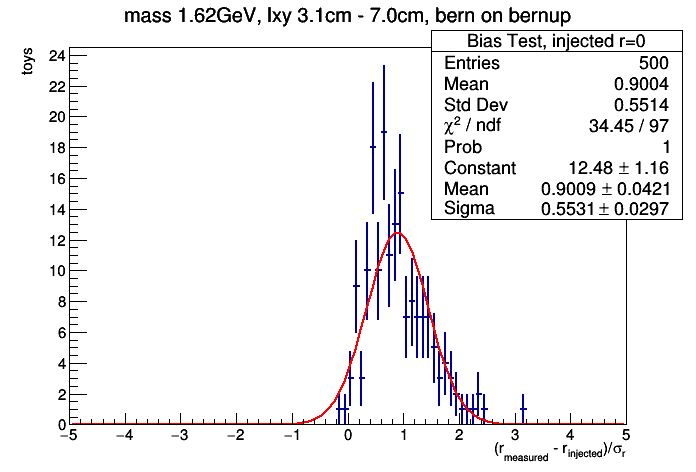 mass 1.62GeV, lxy 3.1cm - 7.0cm, bern on bernup
Bias Test, injected r=0
Entries 500
Mean 0.9004
Std Dev 0.5514
χ² / ndf 34.45 / 97
Prob 1
Constant 12.48 ± 1.16
Mean 0.9009 ± 0.0421
Sigma 0.5531 ± 0.0297
toys
24
22
20
18
16
14
12
10
8
6
4
2
0
−5 −4 −3 −2 −1 0 1 2 3 4 5
(r_measured - r_injected)/σ_r